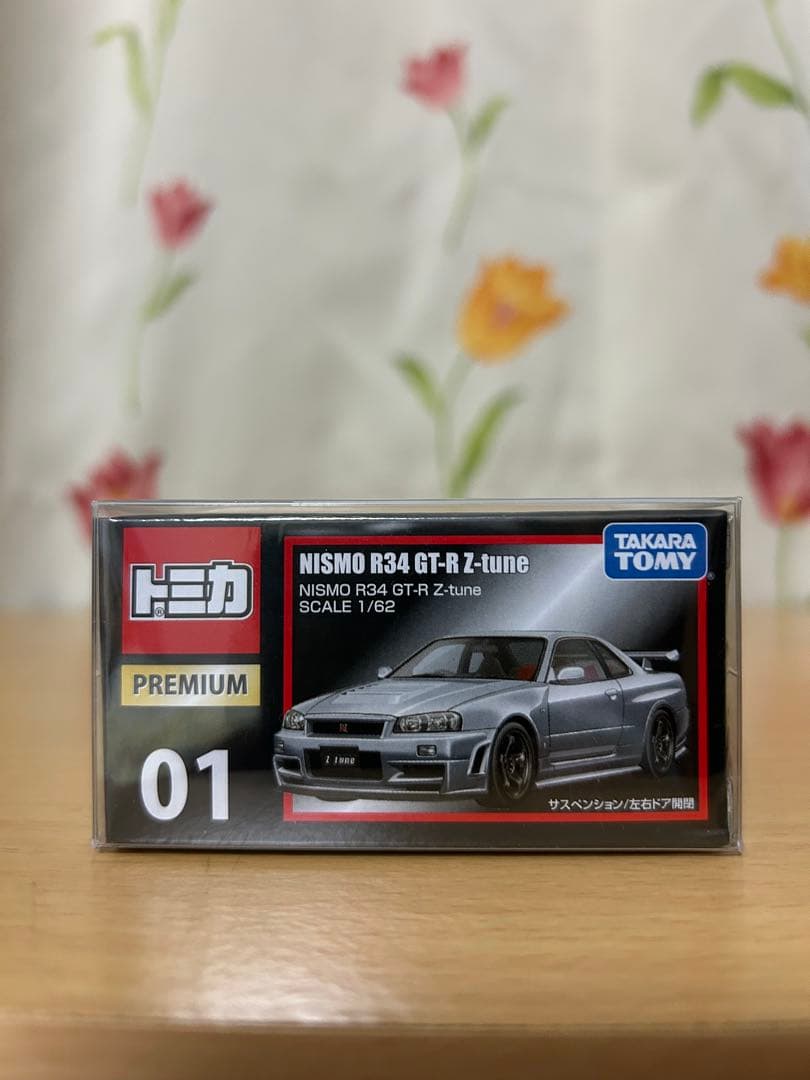 トミカ
®
PREMIUM
01
NISMO R34 GT-R Z-tune
NISMO R34 GT-R Z-tune
SCALE 1/62
TAKARA
TOMY
Z tune
サスペンション/左右ドア開閉